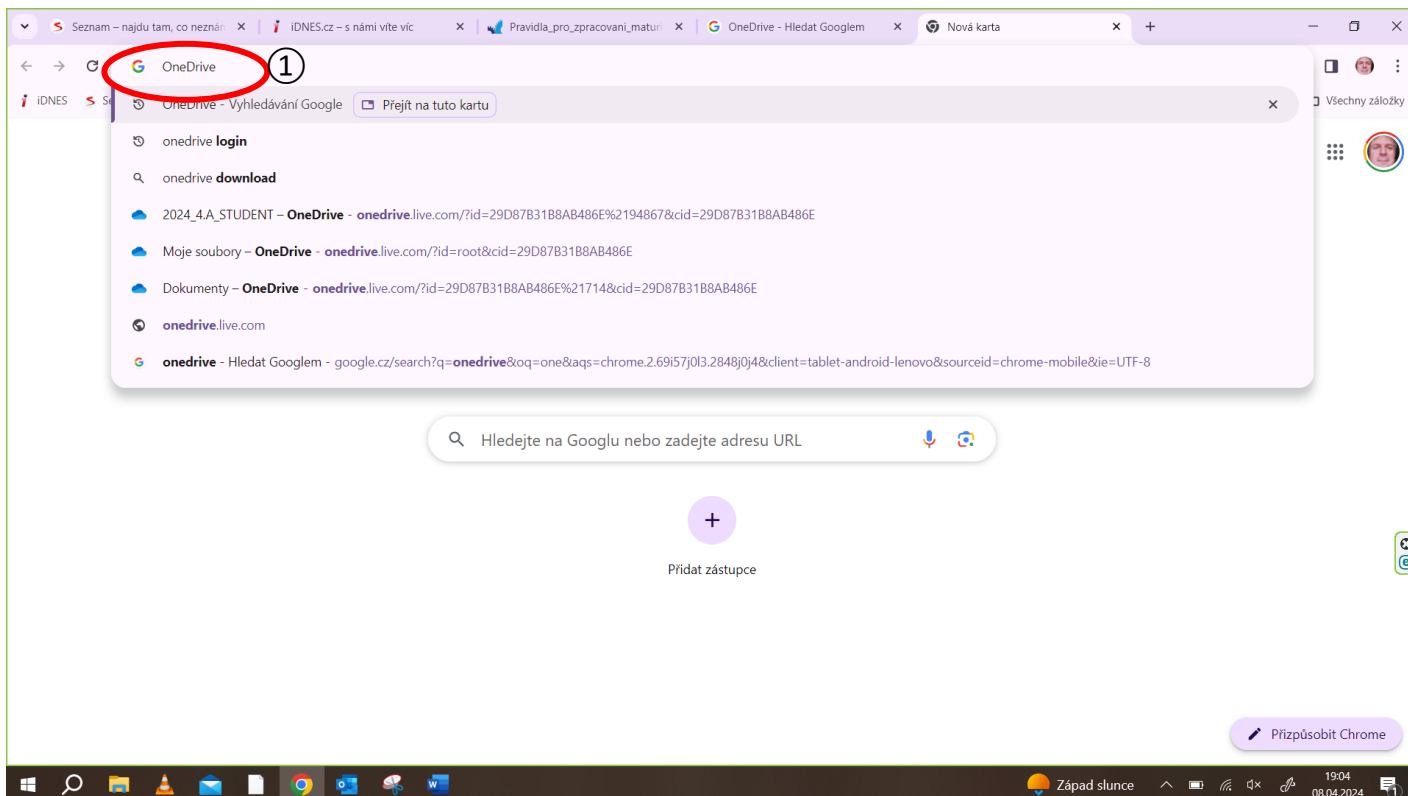 Seznam – najdu tam, co neznám
iDNES.cz – s námi víte víc
Pravidla_pro_zpracovani_maturi
OneDrive - Hledat Googlem
Nová karta
OneDrive
①
iDNES
Se
Všechny záložky
OneDrive - Vyhledávání Google Přejít na tuto kartu
onedrive login
onedrive download
2024_4.A_STUDENT – OneDrive - onedrive.live.com/?id=29D87B31B8AB486E%2194867&cid=29D87B31B8AB486E
Moje soubory – OneDrive - onedrive.live.com/?id=root&cid=29D87B31B8AB486E
Dokumenty – OneDrive - onedrive.live.com/?id=29D87B31B8AB486E%21714&cid=29D87B31B8AB486E
onedrive.live.com
onedrive - Hledat Googlem - google.cz/search?q=onedrive&oq=one&aqs=chrome.2.69i57j0l3.2848j0j4&client=tablet-android-lenovo&sourceid=chrome-mobile&ie=UTF-8
Hledejte na Googlu nebo zadejte adresu URL
Přidat zástupce
Přizpůsobit Chrome
Západ slunce
19:04
08.04.2024